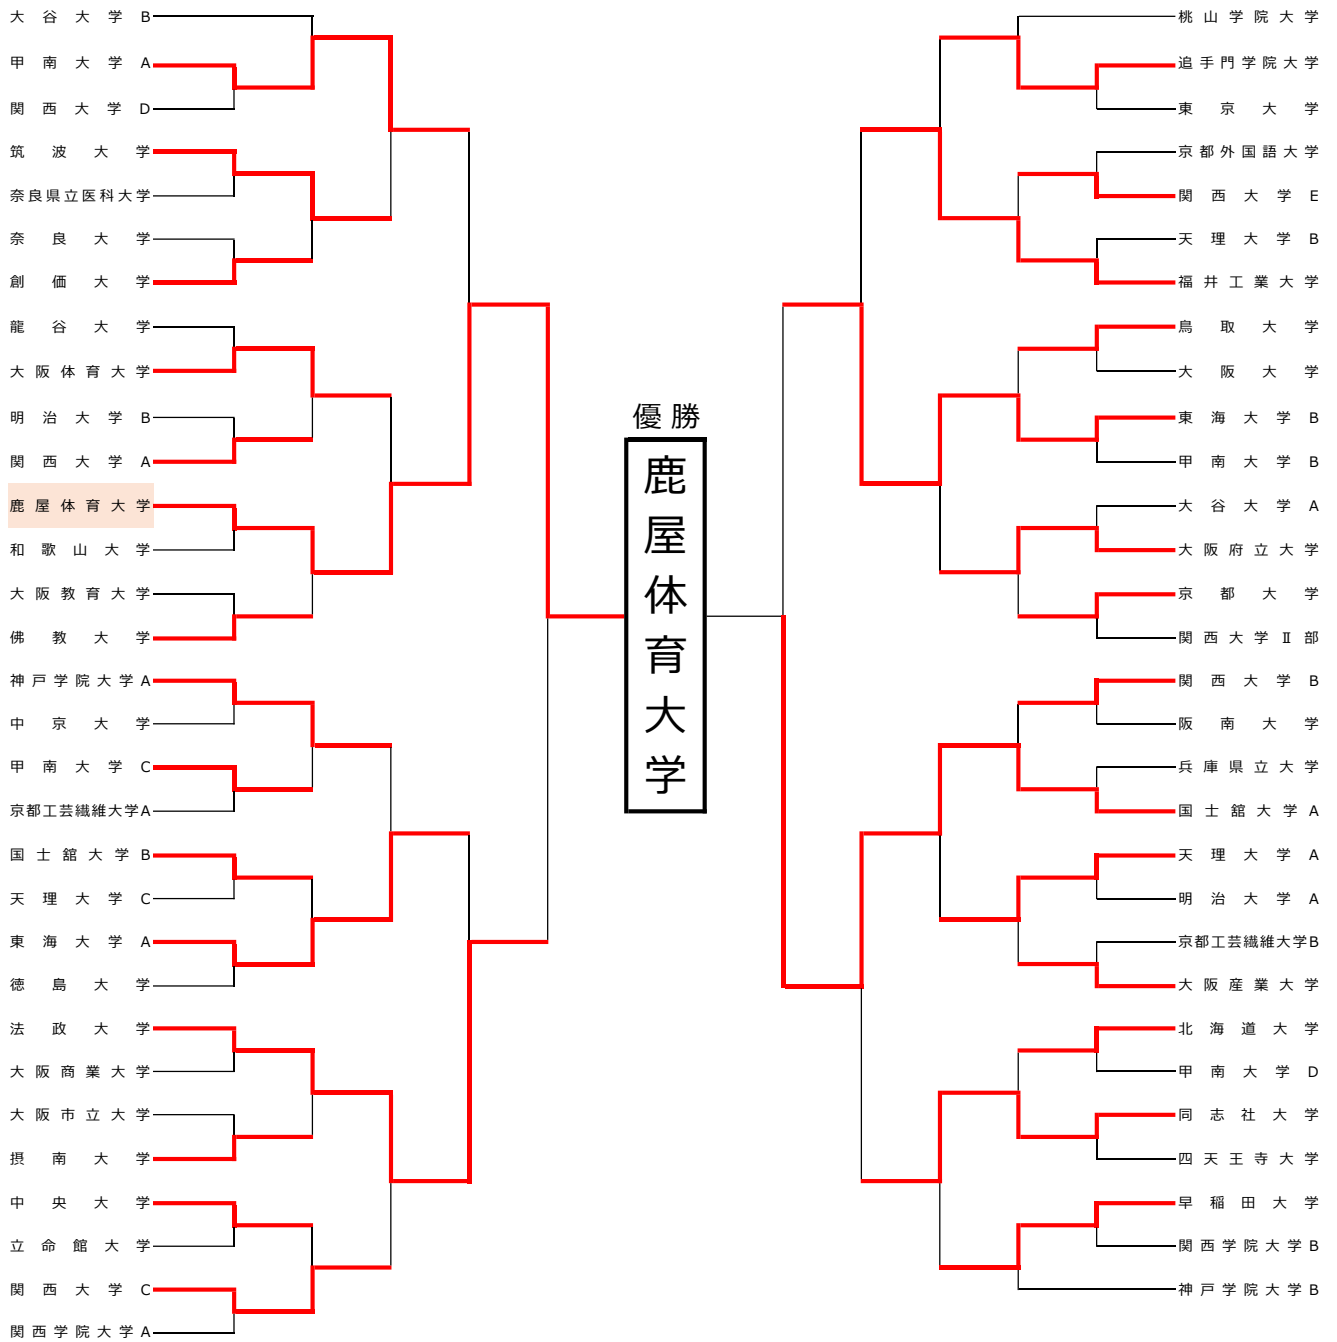 大谷大学B
甲南大学A
関西大学D
筑波大学
奈良県立医科大学
奈良大学
創価大学
龍谷大学
大阪体育大学
明治大学B
関西大学A
鹿屋体育大学
和歌山大学
大阪教育大学
佛教大学
神戸学院大学A
中京大学
甲南大学C
京都工芸繊維大学A
国士舘大学B
天理大学C
東海大学A
徳島大学
法政大学
大阪商業大学
大阪市立大学
摂南大学
中央大学
立命館大学
関西大学C
関西学院大学A
優勝
鹿屋体育大学
桃山学院大学
追手門学院大学
東京大学
京都外国語大学
関西大学E
天理大学B
福井工業大学
鳥取大学
大阪大学
東海大学B
甲南大学B
大谷大学A
大阪府立大学
京都大学
関西大学Ⅱ部
関西大学B
阪南大学
兵庫県立大学
国士舘大学A
天理大学A
明治大学A
京都工芸繊維大学B
大阪産業大学
北海道大学
甲南大学D
同志社大学
四天王寺大学
早稲田大学
関西学院大学B
神戸学院大学B